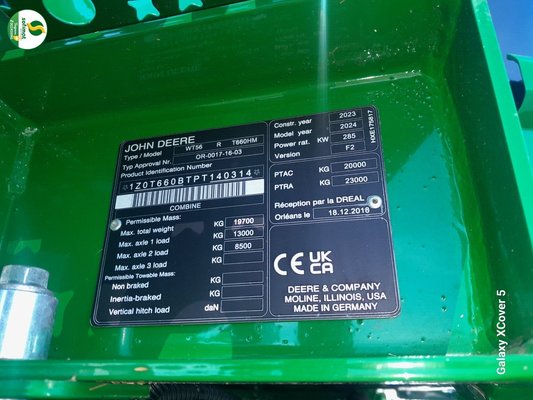 JOHN DEERE
Type / Model WT56 R T660HM
Typ Approval Nr. OR-0017-16-03
Product Identification Number
*1Z0T660BTPT140314*
COMBINE
Permissible Mass:
Max. total weight KG 19700
Max. axle 1 load KG 13000
Max. axle 2 load KG 8500
Max. axle 3 load KG
Permissible Towable Mass:
Non braked KG
Inertia-braked KG
Vertical hitch load daN
Constr. year 2023
Model year 2024
Power rat. KW 285
Version F2
PTAC KG 20000
PTRA KG 23000
Réception par la DREAL
Orléans le 18.12.2018
CE UK CA
DEERE & COMPANY
MOLINE, ILLINOIS, USA
MADE IN GERMANY
HXE175817
Galaxy XCover 5